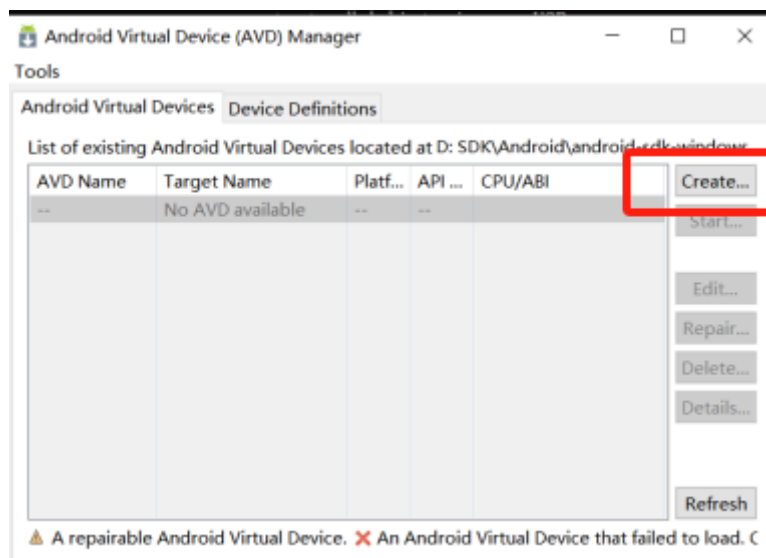 Android Virtual Device (AVD) Manager
Tools
Android Virtual Devices Device Definitions
List of existing Android Virtual Devices located at D: SDK\Android\android-sdk-windows
AVD Name Target Name Platf... API ... CPU/ABI
-- No AVD available -- --
Create...
Start...
Edit...
Repair...
Delete...
Details...
Refresh
A repairable Android Virtual Device. An Android Virtual Device that failed to load. C